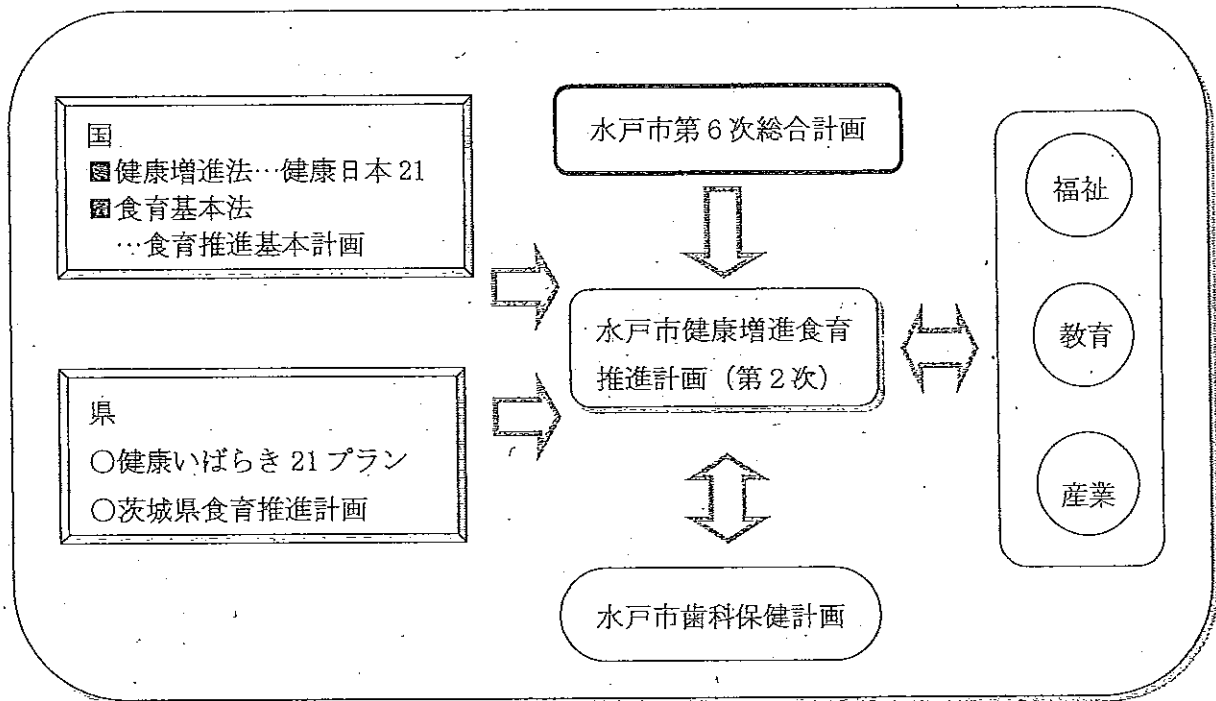 国
■健康増進法…健康日本21
■食育基本法
…食育推進基本計画
県
○健康いばらき21プラン
○茨城県食育推進計画
水戸市第6次総合計画
水戸市健康増進食育
推進計画（第2次）
水戸市歯科保健計画
福祉
教育
産業